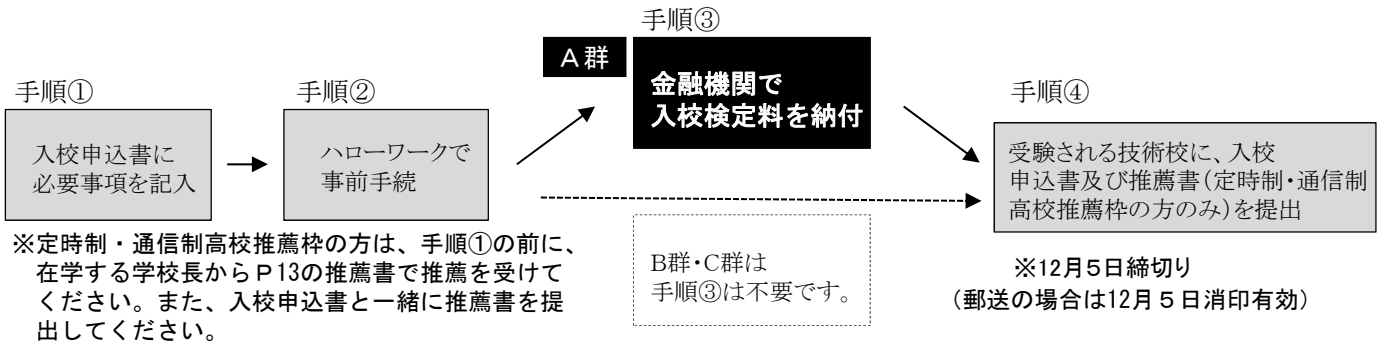 手順①
入校申込書に
必要事項を記入
手順②
ハローワークで
事前手続
A群
手順③
金融機関で
入校検定料を納付
手順④
受験される技術校に、入校
申込書及び推薦書(定時制・通信制
高校推薦枠の方のみ)を提出
※定時制・通信制高校推薦枠の方は、手順①の前に、
在学する学校長からP13の推薦書で推薦を受けて
ください。また、入校申込書と一緒に推薦書を提
出してください。
B群・C群は
手順③は不要です。
※12月5日締切り
(郵送の場合は12月5日消印有効)